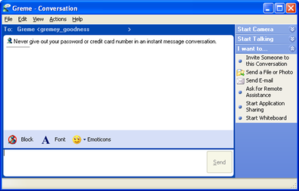 Greme - Conversation
File Edit View Actions Help
To: Greme <gremey_goodness >
Never give out your password or credit card number in an instant message conversation.
Block Font Emoticons
Send
Start Camera
Start Talking
I want to...
Invite Someone to
this Conversation
Send a File or Photo
Send E-mail
Ask for Remote
Assistance
Start Application
Sharing
Start Whiteboard